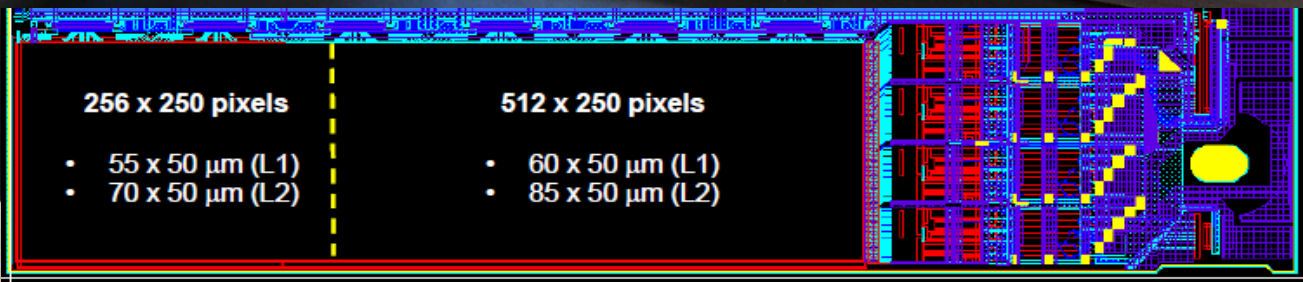 256 x 250 pixels
• 55 x 50 μm (L1)
• 70 x 50 μm (L2)
512 x 250 pixels
• 60 x 50 μm (L1)
• 85 x 50 μm (L2)